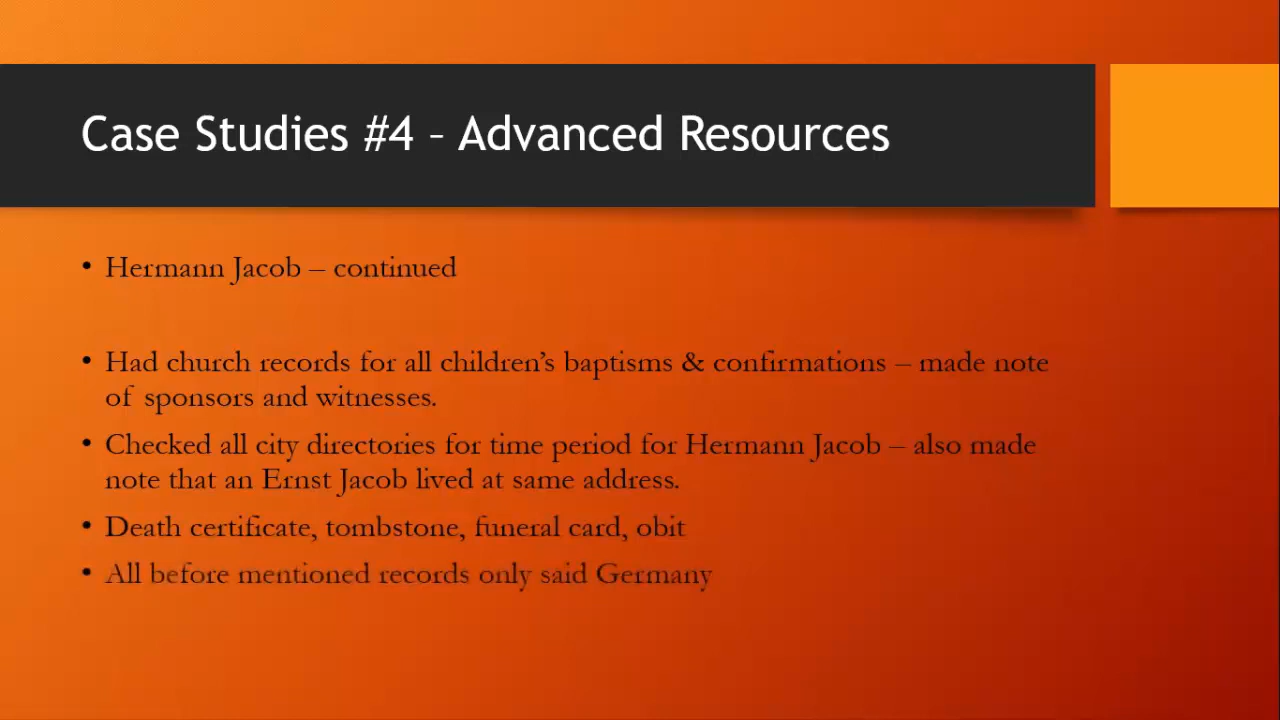 Case Studies #4 – Advanced Resources
• Hermann Jacob – continued
• Had church records for all children’s baptisms & confirmations – made note
of sponsors and witnesses.
• Checked all city directories for time period for Hermann Jacob – also made
note that an Ernst Jacob lived at same address.
• Death certificate, tombstone, funeral card, obit
• All before mentioned records only said Germany